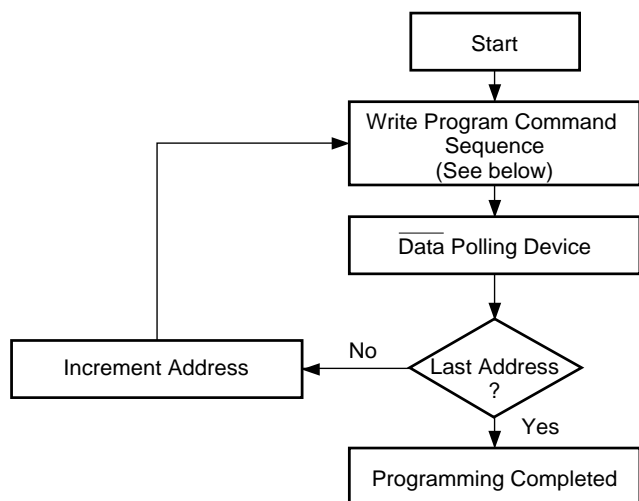 Start
Write Program Command
Sequence
(See below)
Data Polling Device
Last Address
?
No
Increment Address
Yes
Programming Completed